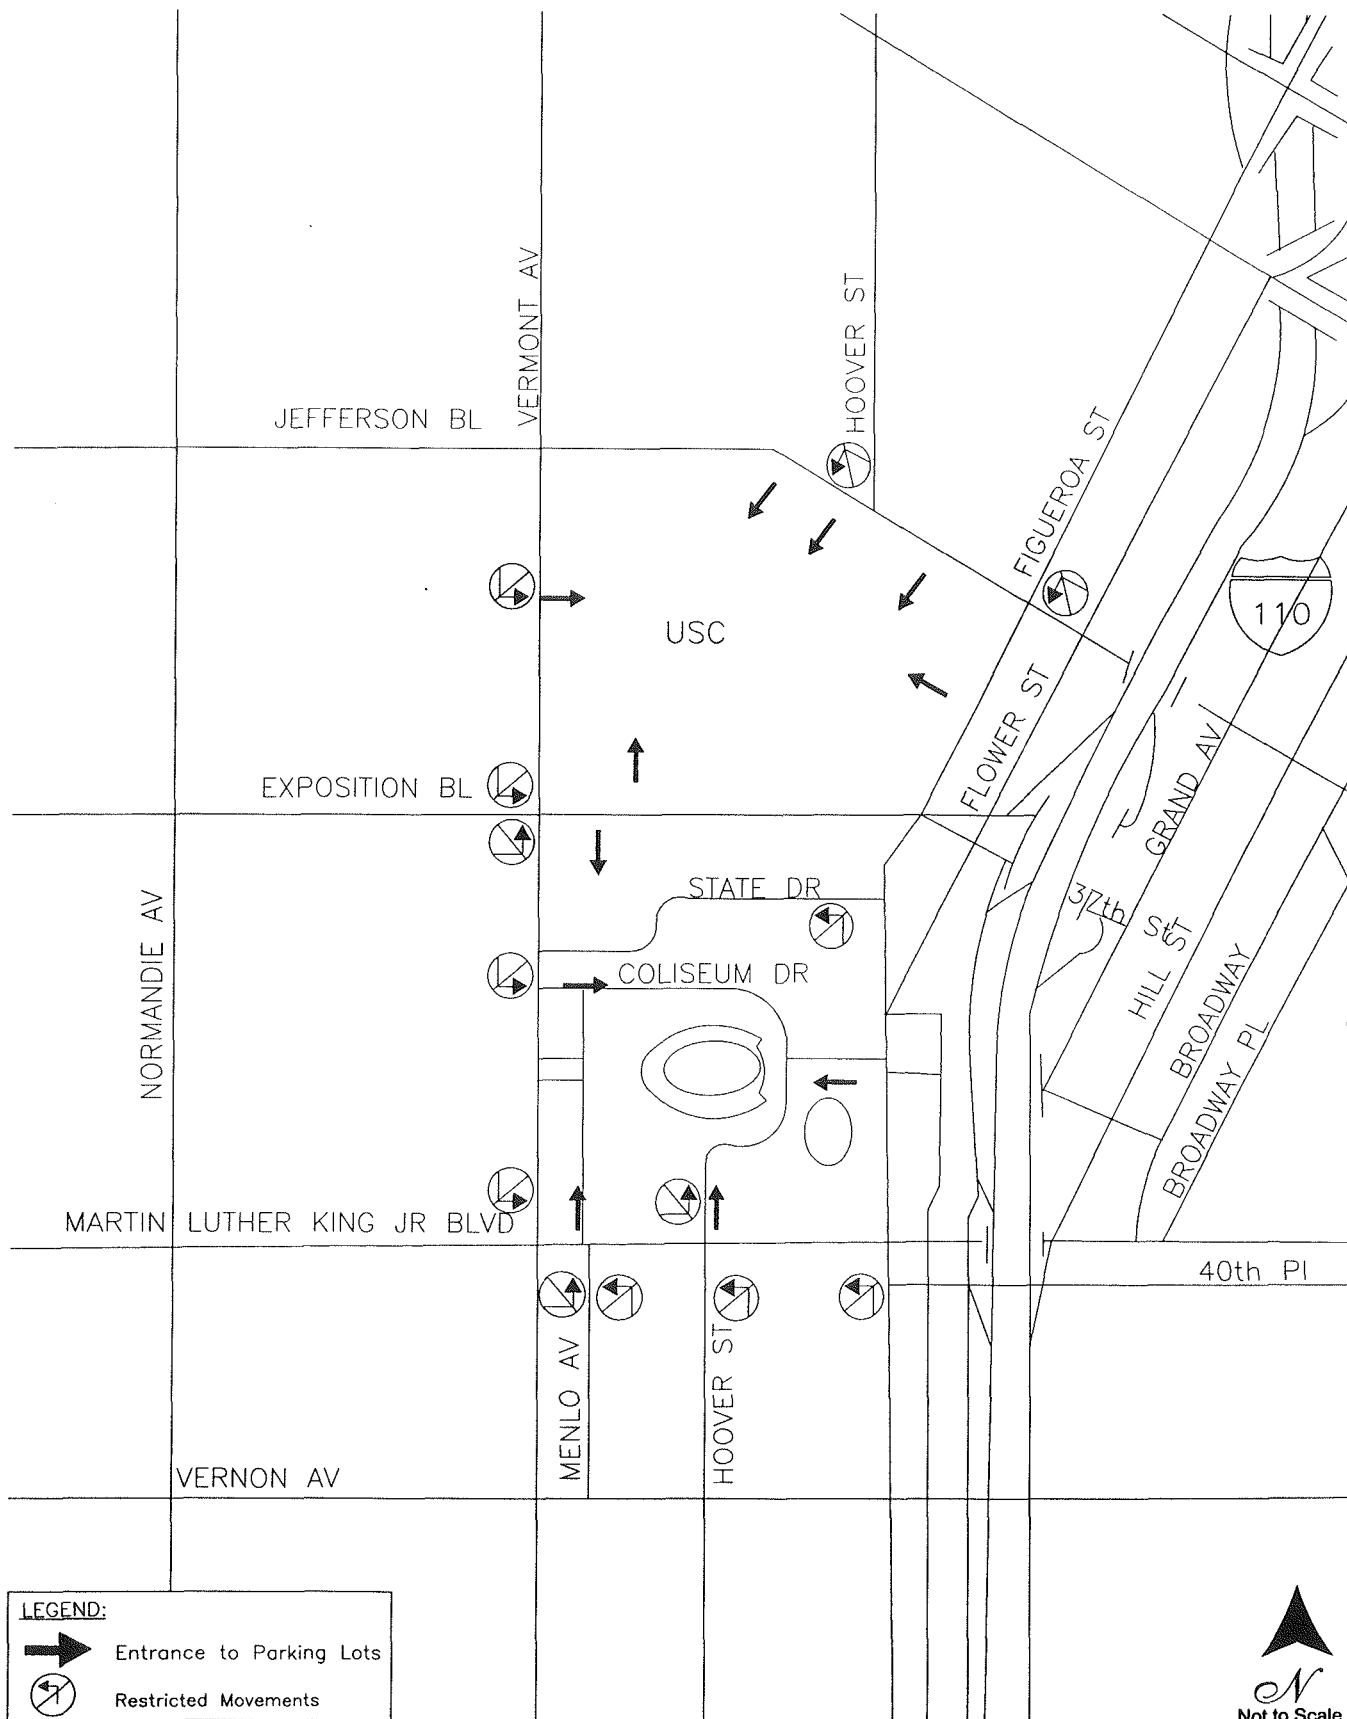 VERMONT AV
HOOVER ST
JEFFERSON BL
FIGUEROA ST
110
USC
FLOWER ST
EXPOSITION BL
GRAND AV
STATE DR
37th St
NORMANDIE AV
COLISEUM DR
HILL ST
BROADWAY
BROADWAY PL
MARTIN LUTHER KING JR BLVD
40th Pl
MENLO AV
HOOVER ST
VERNON AV
LEGEND:
Entrance to Parking Lots
Restricted Movements
N
Not to Scale